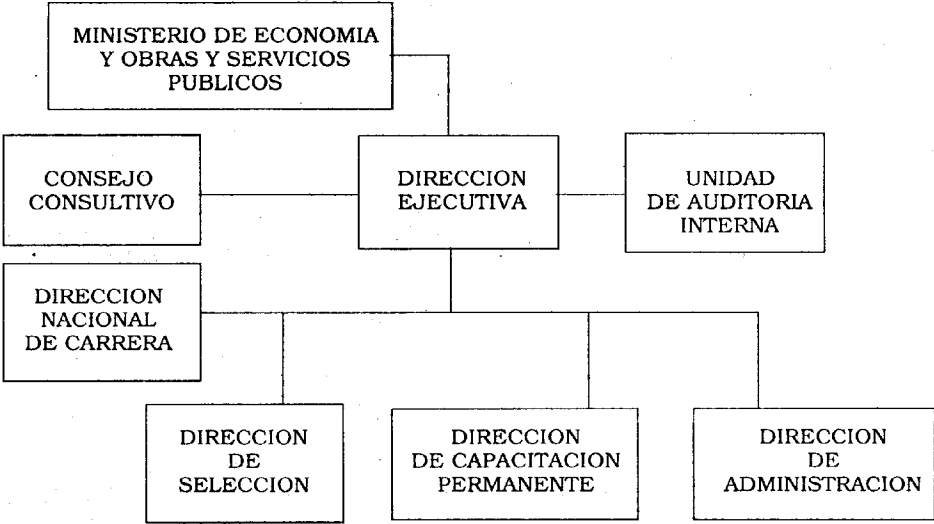 MINISTERIO DE ECONOMIA
Y OBRAS Y SERVICIOS
PUBLICOS
CONSEJO
CONSULTIVO
DIRECCION
EJECUTIVA
UNIDAD
DE AUDITORIA
INTERNA
DIRECCION
NACIONAL
DE CARRERA
DIRECCION
DE
SELECCION
DIRECCION
DE CAPACITACION
PERMANENTE
DIRECCION
DE
ADMINISTRACION